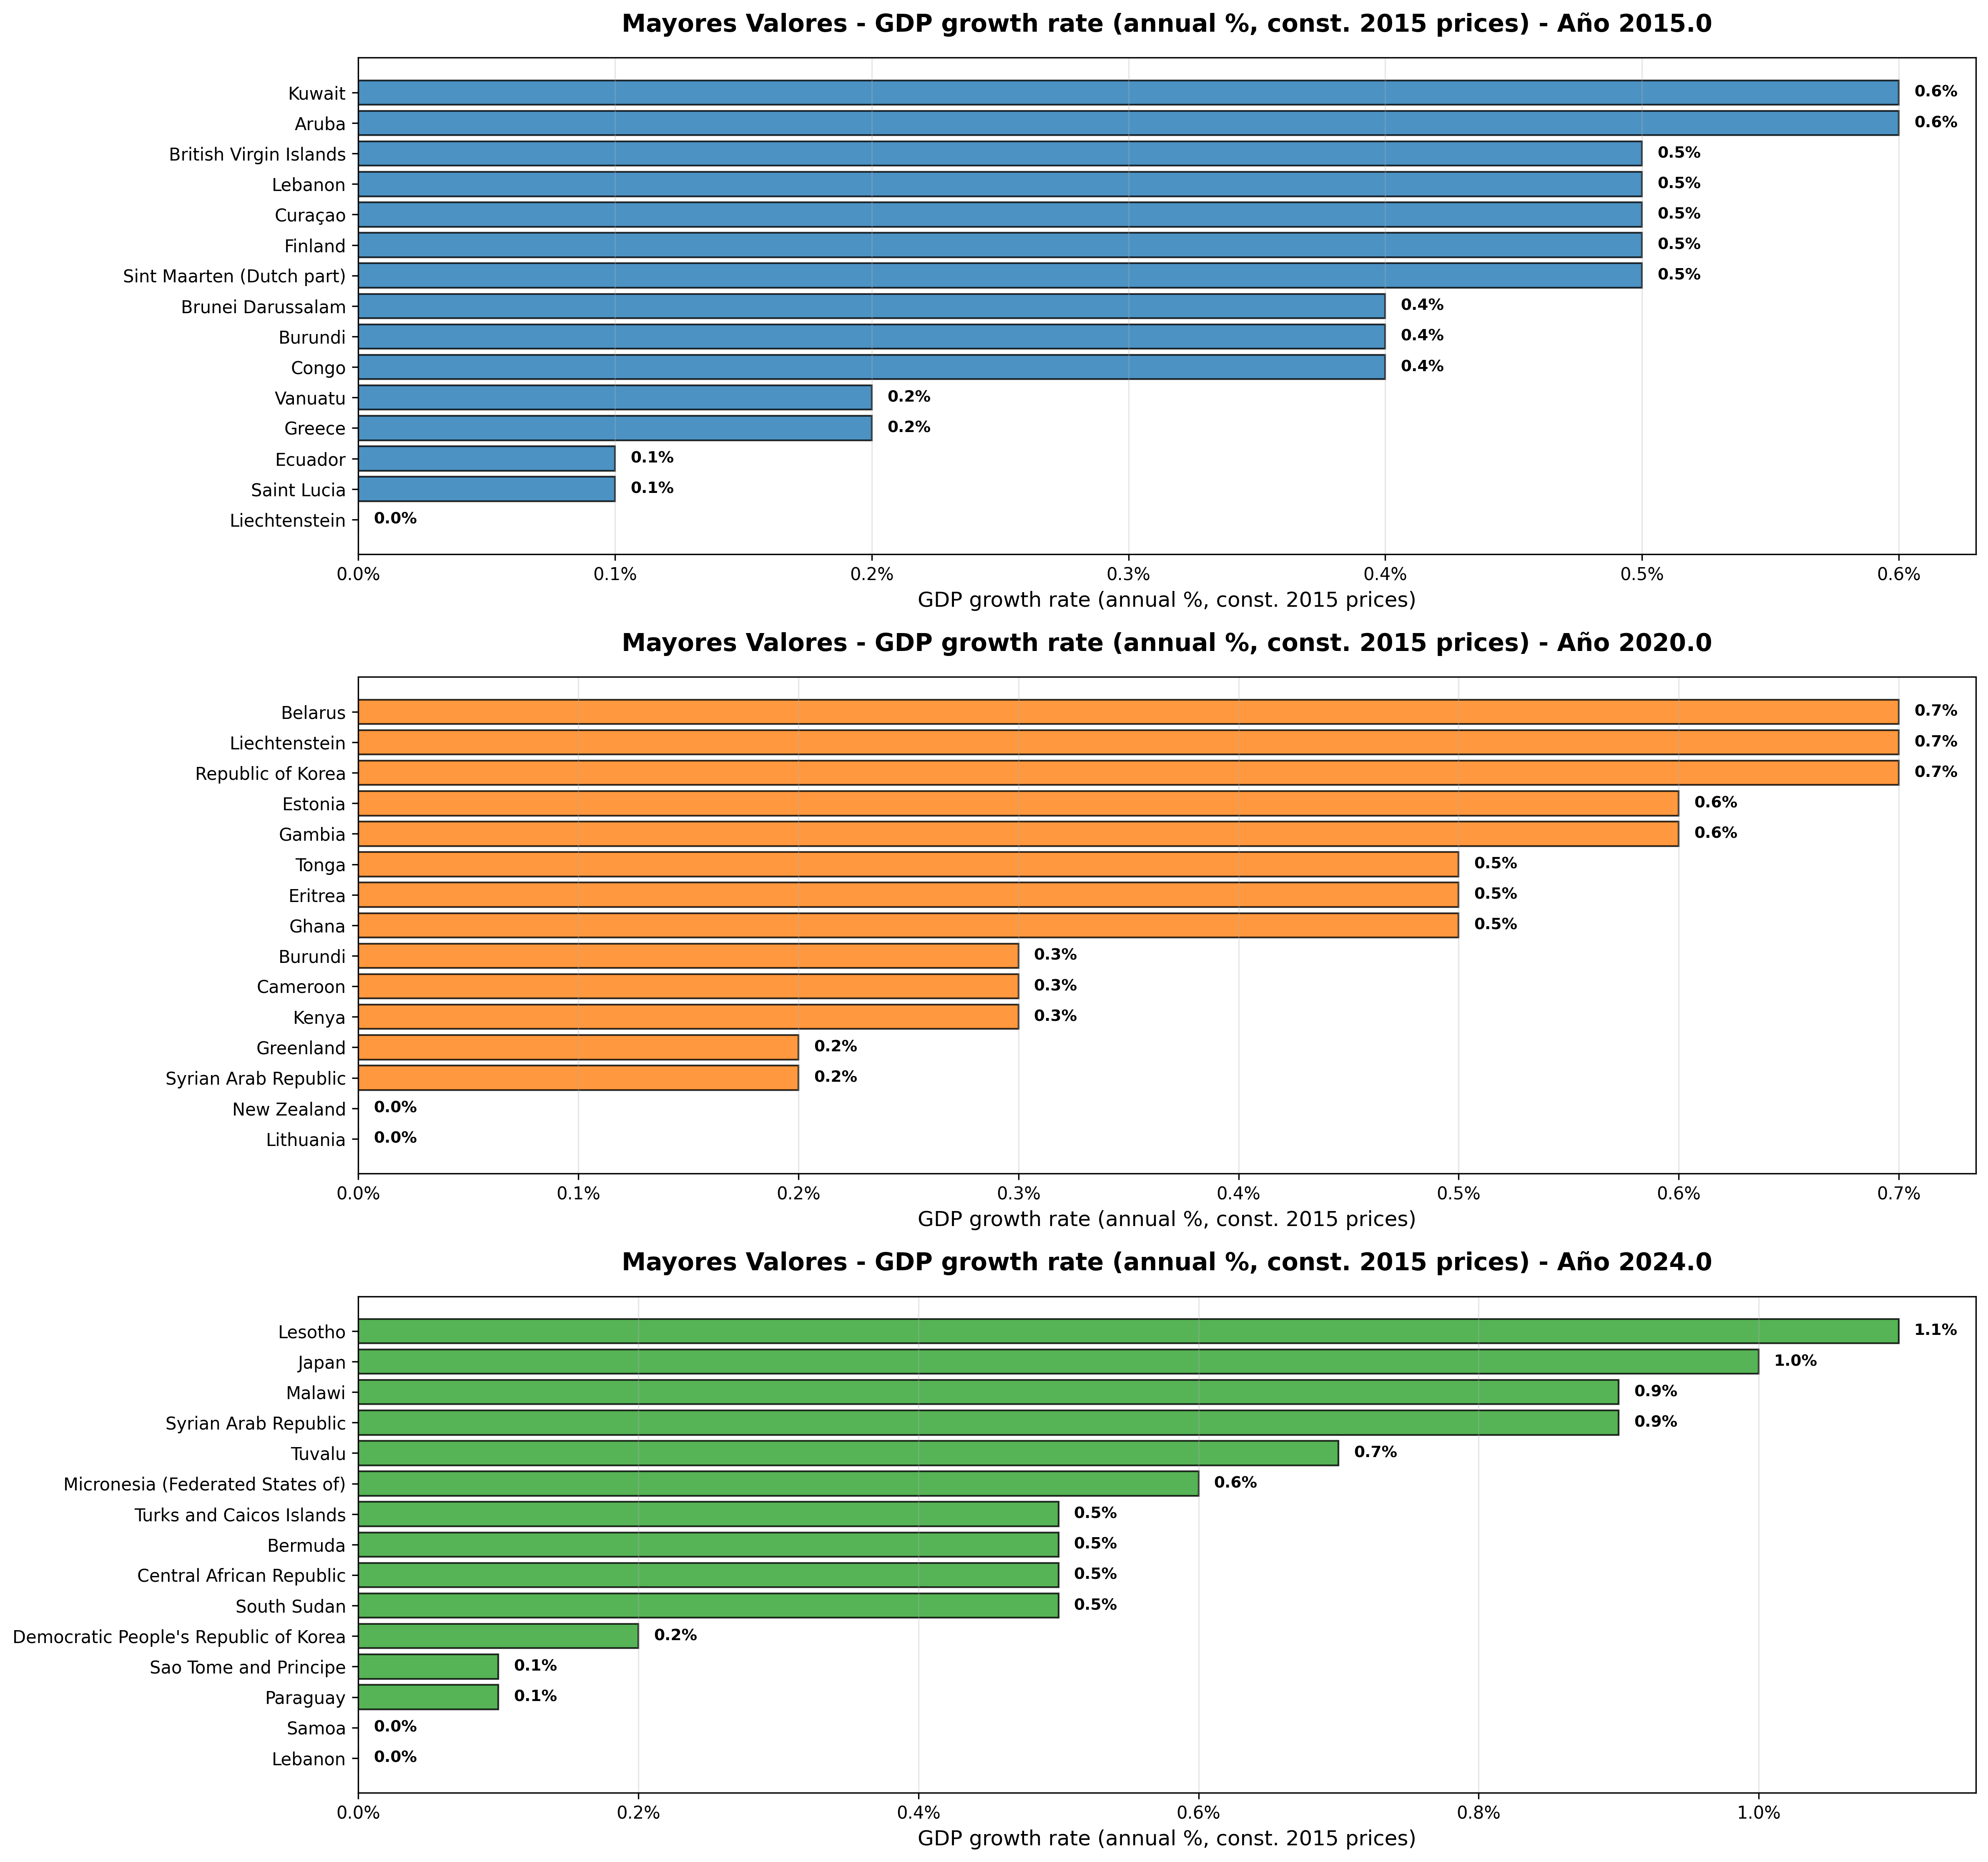 Mayores Valores - GDP growth rate (annual %, const. 2015 prices) - Año 2015.0
Kuwait 0.6%
Aruba 0.6%
British Virgin Islands 0.5%
Lebanon 0.5%
Curaçao 0.5%
Finland 0.5%
Sint Maarten (Dutch part) 0.5%
Brunei Darussalam 0.4%
Burundi 0.4%
Congo 0.4%
Vanuatu 0.2%
Greece 0.2%
Ecuador 0.1%
Saint Lucia 0.1%
Liechtenstein 0.0%
0.0% 0.1% 0.2% 0.3% 0.4% 0.5% 0.6%
GDP growth rate (annual %, const. 2015 prices)
Mayores Valores - GDP growth rate (annual %, const. 2015 prices) - Año 2020.0
Belarus 0.7%
Liechtenstein 0.7%
Republic of Korea 0.7%
Estonia 0.6%
Gambia 0.6%
Tonga 0.5%
Eritrea 0.5%
Ghana 0.5%
Burundi 0.3%
Cameroon 0.3%
Kenya 0.3%
Greenland 0.2%
Syrian Arab Republic 0.2%
New Zealand 0.0%
Lithuania 0.0%
0.0% 0.1% 0.2% 0.3% 0.4% 0.5% 0.6% 0.7%
GDP growth rate (annual %, const. 2015 prices)
Mayores Valores - GDP growth rate (annual %, const. 2015 prices) - Año 2024.0
Lesotho 1.1%
Japan 1.0%
Malawi 0.9%
Syrian Arab Republic 0.9%
Tuvalu 0.7%
Micronesia (Federated States of) 0.6%
Turks and Caicos Islands 0.5%
Bermuda 0.5%
Central African Republic 0.5%
South Sudan 0.5%
Democratic People's Republic of Korea 0.2%
Sao Tome and Principe 0.1%
Paraguay 0.1%
Samoa 0.0%
Lebanon 0.0%
0.0% 0.2% 0.4% 0.6% 0.8% 1.0%
GDP growth rate (annual %, const. 2015 prices)